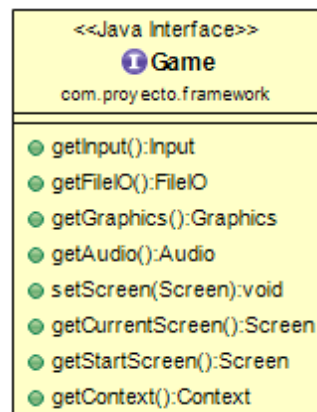 <<Java Interface>>
I Game
com.proyecto.framework
getInput():Input
getFileIO():FileIO
getGraphics():Graphics
getAudio():Audio
setScreen(Screen):void
getCurrentScreen():Screen
getStartScreen():Screen
getContext():Context